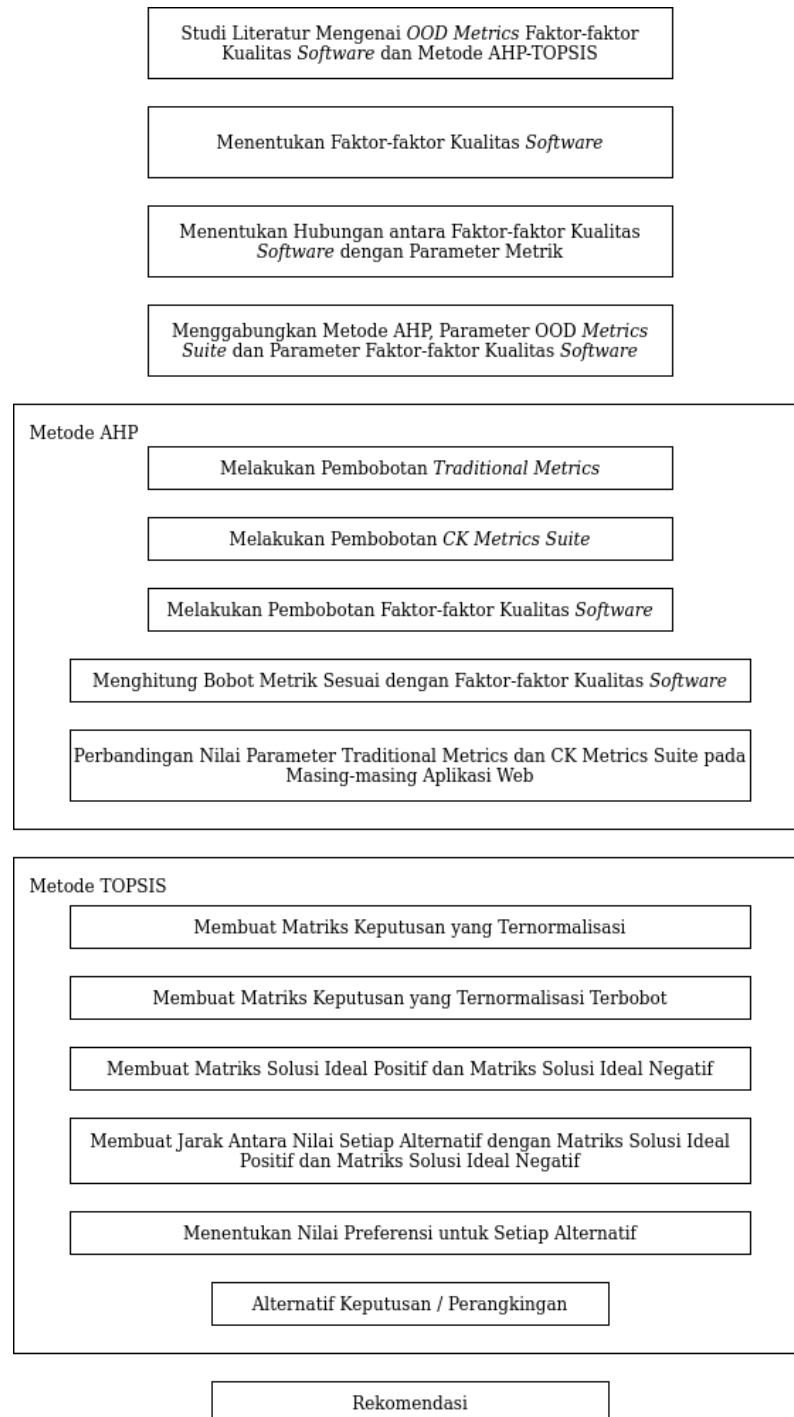 Studi Literatur Mengenai OOD Metrics Faktor-faktor
Kualitas Software dan Metode AHP-TOPSIS
Menentukan Faktor-faktor Kualitas Software
Menentukan Hubungan antara Faktor-faktor Kualitas
Software dengan Parameter Metrik
Menggabungkan Metode AHP, Parameter OOD Metrics
Suite dan Parameter Faktor-faktor Kualitas Software
Metode AHP
Melakukan Pembobotan Traditional Metrics
Melakukan Pembobotan CK Metrics Suite
Melakukan Pembobotan Faktor-faktor Kualitas Software
Menghitung Bobot Metrik Sesuai dengan Faktor-faktor Kualitas Software
Perbandingan Nilai Parameter Traditional Metrics dan CK Metrics Suite pada
Masing-masing Aplikasi Web
Metode TOPSIS
Membuat Matriks Keputusan yang Ternormalisasi
Membuat Matriks Keputusan yang Ternormalisasi Terbobot
Membuat Matriks Solusi Ideal Positif dan Matriks Solusi Ideal Negatif
Membuat Jarak Antara Nilai Setiap Alternatif dengan Matriks Solusi Ideal
Positif dan Matriks Solusi Ideal Negatif
Menentukan Nilai Preferensi untuk Setiap Alternatif
Alternatif Keputusan / Perangkingan
Rekomendasi